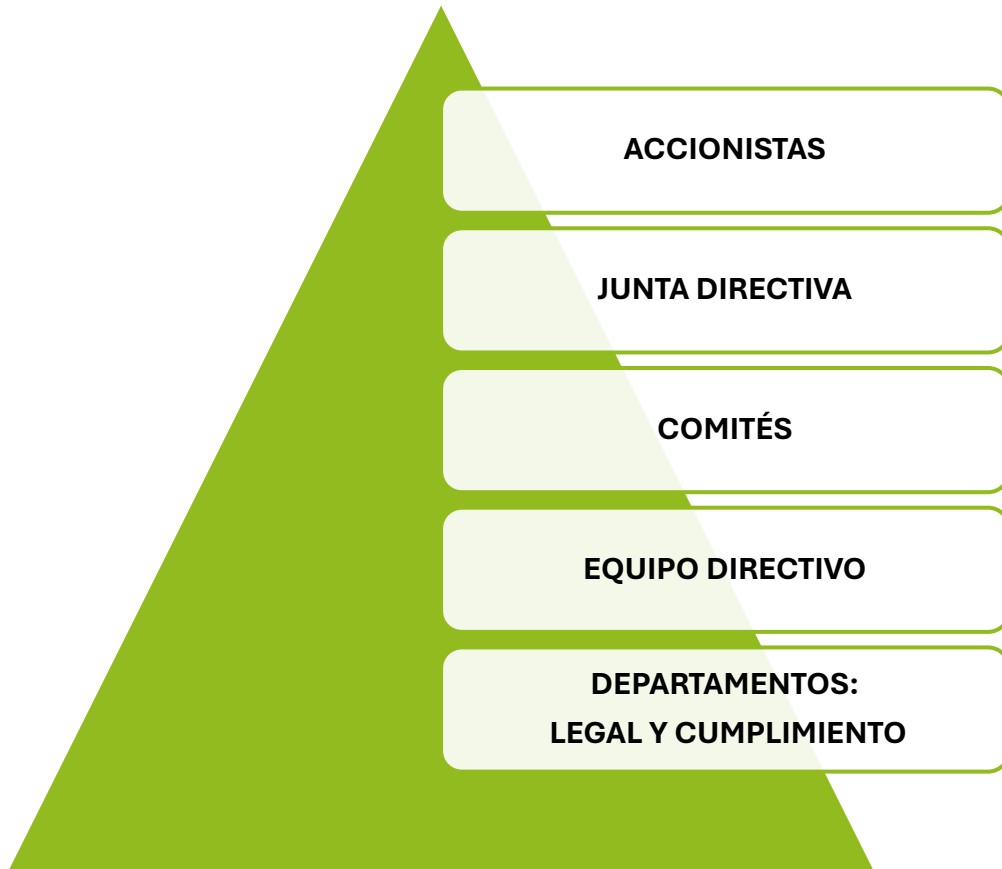 ACCIONISTAS
JUNTA DIRECTIVA
COMITÉS
EQUIPO DIRECTIVO
DEPARTAMENTOS:
LEGAL Y CUMPLIMIENTO